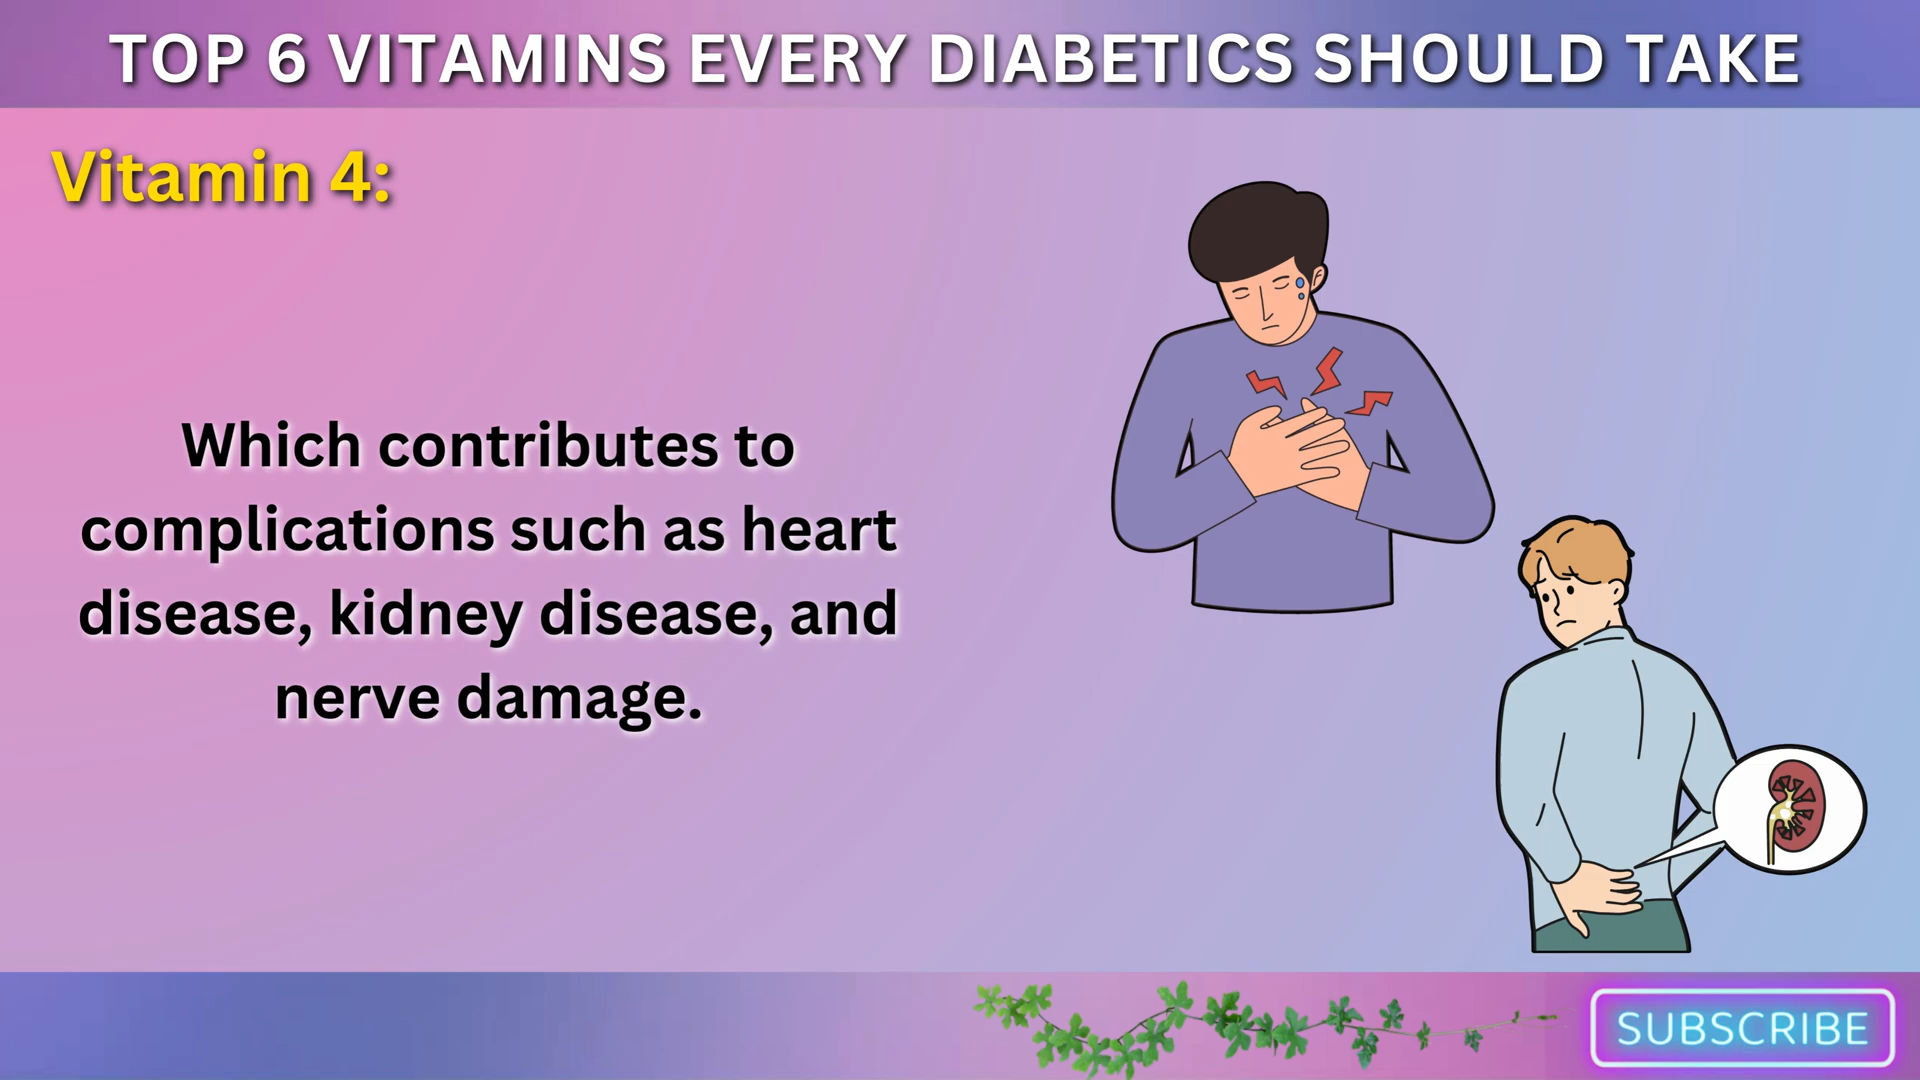 TOP 6 VITAMINS EVERY DIABETICS SHOULD TAKE
Vitamin 4:
Which contributes to
complications such as heart
disease, kidney disease, and
nerve damage.
SUBSCRIBE